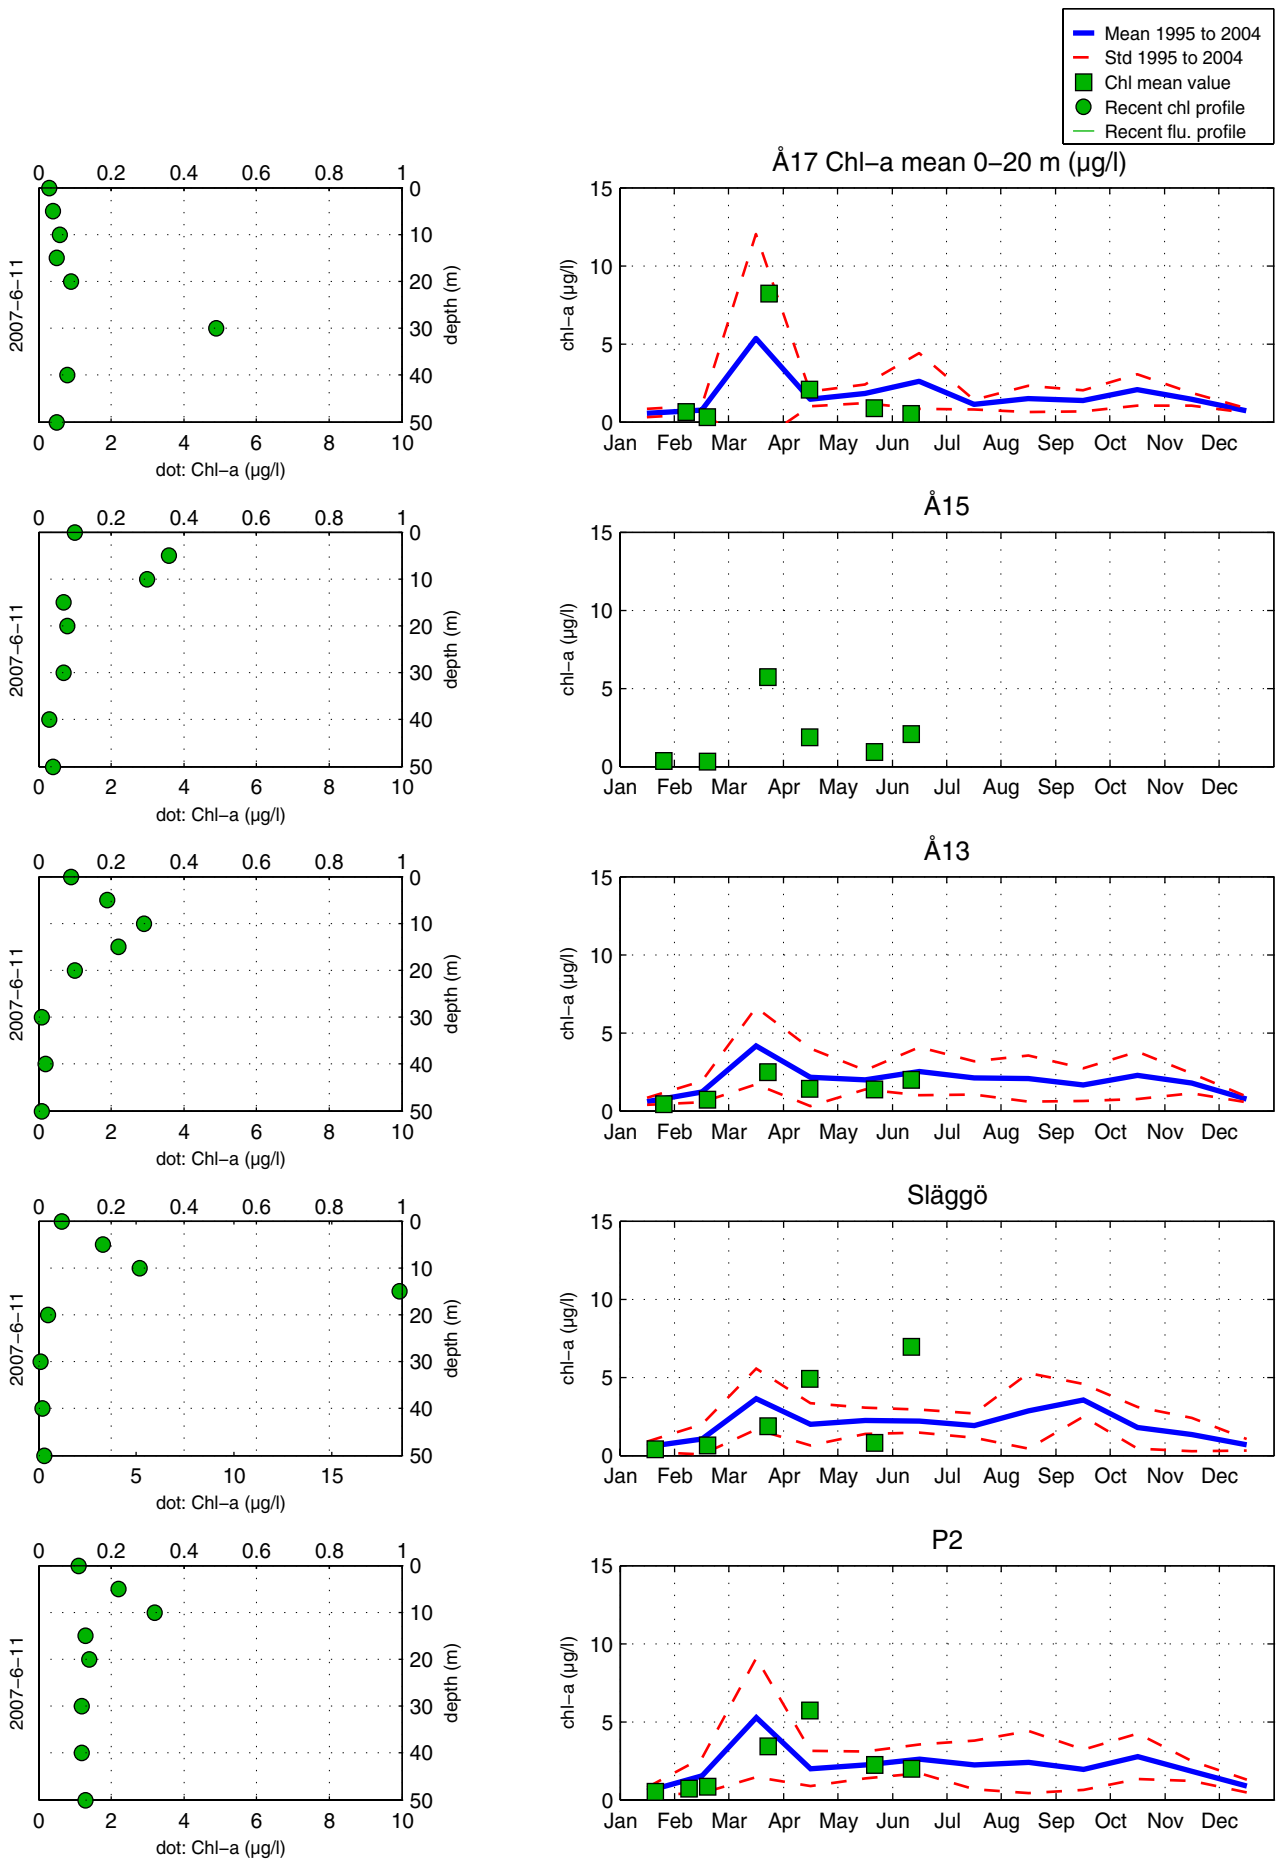 Mean 1995 to 2004
Std 1995 to 2004
Chl mean value
Recent chl profile
Recent flu. profile
0 0.2 0.4 0.6 0.8 1
0 10 20 30 40 50
0 2 4 6 8 10
2007−6−11
depth (m)
dot: Chl−a (µg/l)
Å17 Chl−a mean 0−20 m (µg/l)
15 10 5 0
chl−a (µg/l)
Jan Feb Mar Apr May Jun Jul Aug Sep Oct Nov Dec
0 0.2 0.4 0.6 0.8 1
0 10 20 30 40 50
0 2 4 6 8 10
2007−6−11
depth (m)
dot: Chl−a (µg/l)
Å15
15 10 5 0
chl−a (µg/l)
Jan Feb Mar Apr May Jun Jul Aug Sep Oct Nov Dec
0 0.2 0.4 0.6 0.8 1
0 10 20 30 40 50
0 2 4 6 8 10
2007−6−11
depth (m)
dot: Chl−a (µg/l)
Å13
15 10 5 0
chl−a (µg/l)
Jan Feb Mar Apr May Jun Jul Aug Sep Oct Nov Dec
0 0.2 0.4 0.6 0.8 1
0 10 20 30 40 50
0 5 10 15
2007−6−11
depth (m)
dot: Chl−a (µg/l)
Släggö
15 10 5 0
chl−a (µg/l)
Jan Feb Mar Apr May Jun Jul Aug Sep Oct Nov Dec
0 0.2 0.4 0.6 0.8 1
0 10 20 30 40 50
0 2 4 6 8 10
2007−6−11
depth (m)
dot: Chl−a (µg/l)
P2
15 10 5 0
chl−a (µg/l)
Jan Feb Mar Apr May Jun Jul Aug Sep Oct Nov Dec